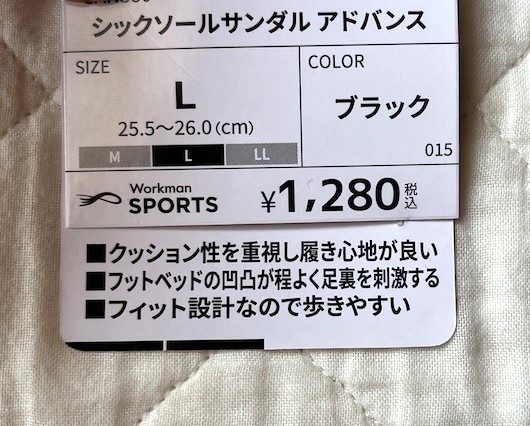 シックソールサンダル アドバンス
SIZE
L
25.5～26.0(cm)
M L LL
COLOR
ブラック
015
Workman
SPORTS
¥1,280税込
■クッション性を重視し履き心地が良い
■フットベッドの凹凸が程よく足裏を刺激する
■フィット設計なので歩きやすい